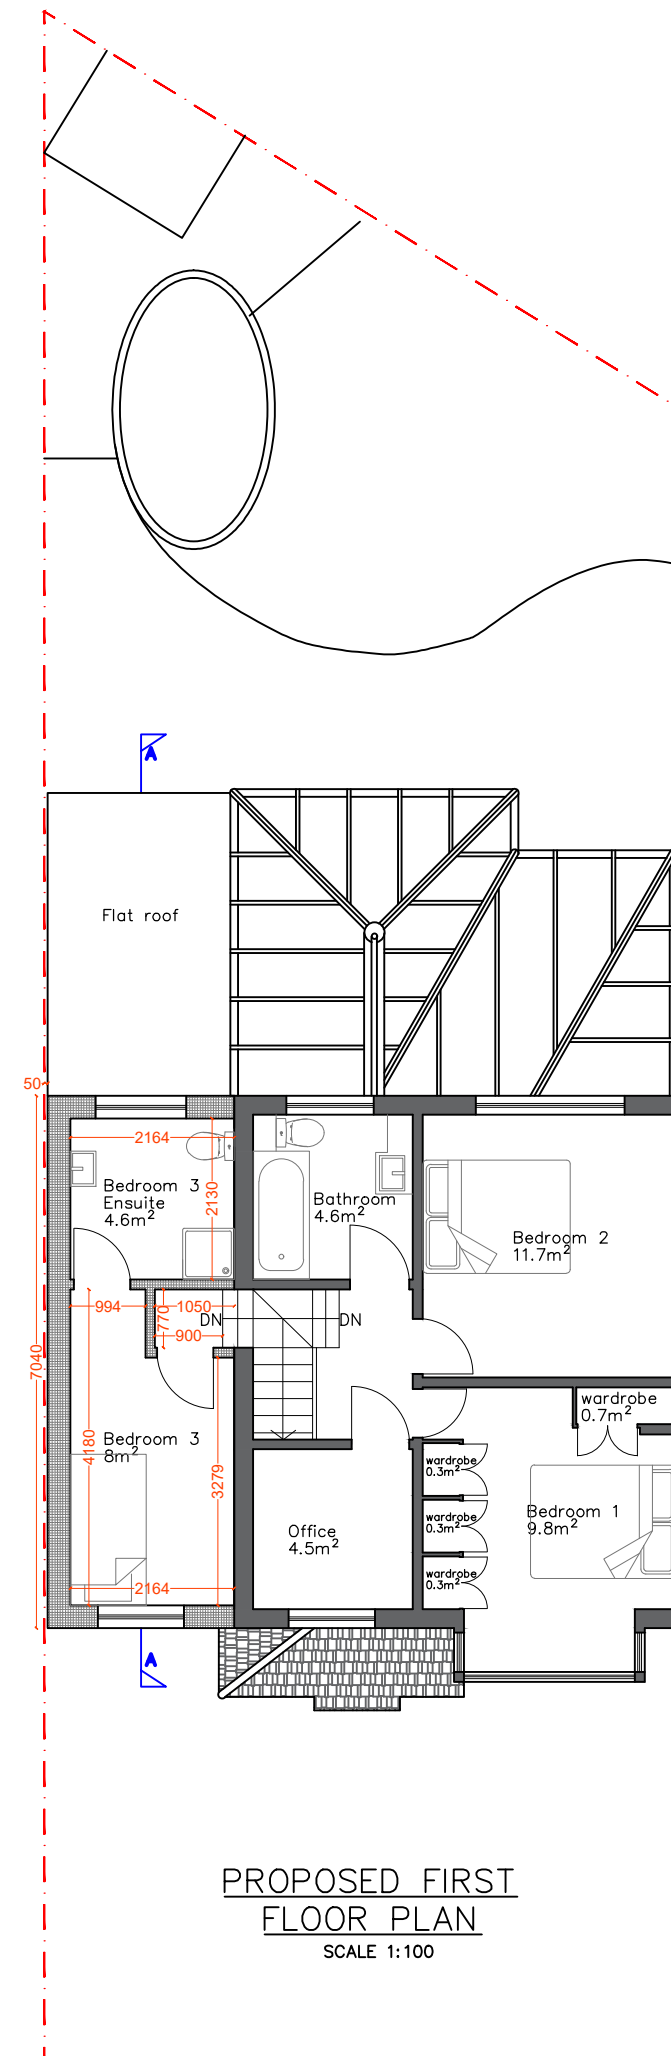 A
Flat roof
50
2164
Bedroom 3
Ensuite
4.6m²
2130
Bathroom
4.6m²
Bedroom 2
11.7m²
994
1050
770
900
DN
DN
7040
wardrobe
0.7m²
Bedroom 3
8m²
4180
3279
wardrobe
0.3m²
wardrobe
0.3m²
wardrobe
0.3m²
Bedroom 1
9.8m²
Office
4.5m²
2164
A
PROPOSED FIRST
FLOOR PLAN
SCALE 1:100